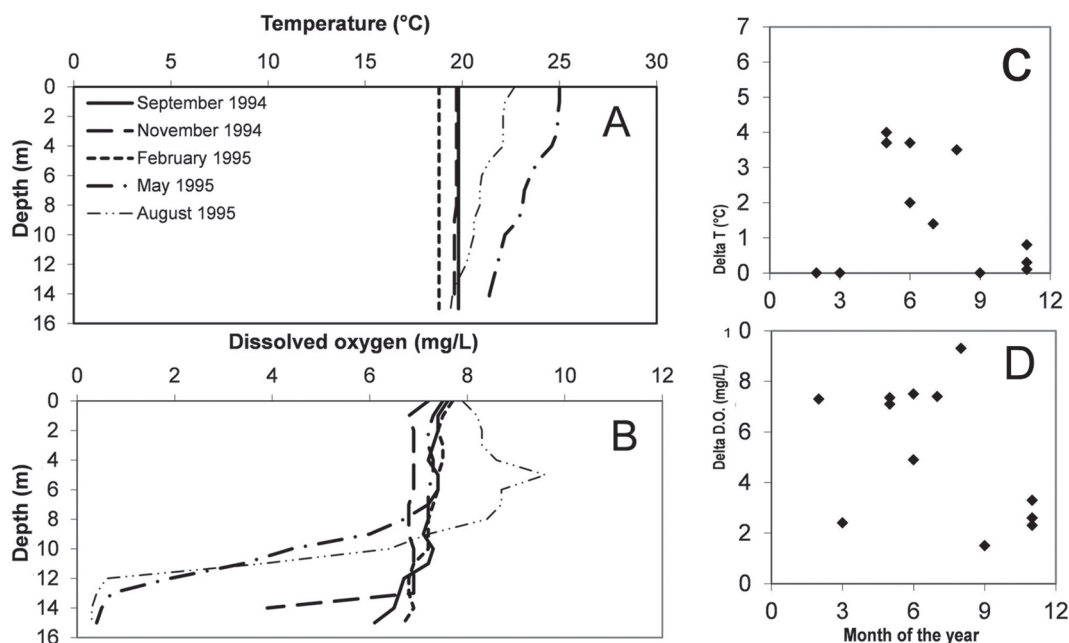 Temperature (°C)
0 5 10 15 20 25 30
0
2
4
6
8
10
12
14
16
Depth (m)
September 1994
November 1994
February 1995
May 1995
August 1995
A
Dissolved oxygen (mg/L)
0 2 4 6 8 10 12
0
2
4
6
8
10
12
14
16
Depth (m)
B
7
6
5
4
3
2
1
0
Delta T (°C)
C
0 3 6 9 12
1 0
8
6
4
2
0
Delta D.O. (mg/L)
D
3 6 9 12
Month of the year